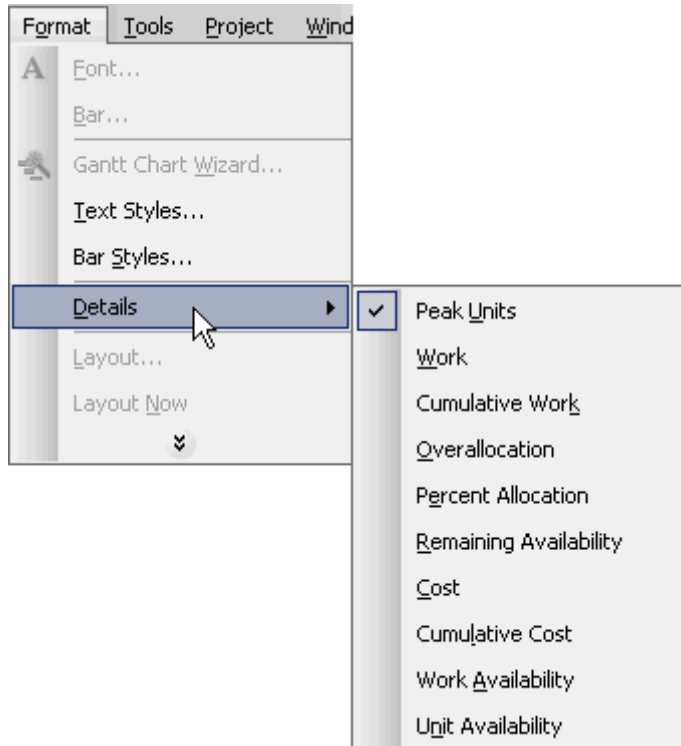 Format Tools Project Wind
Font...
Bar...
Gantt Chart Wizard...
Text Styles...
Bar Styles...
Details
Layout...
Layout Now
Peak Units
Work
Cumulative Work
Overallocation
Percent Allocation
Remaining Availability
Cost
Cumulative Cost
Work Availability
Unit Availability